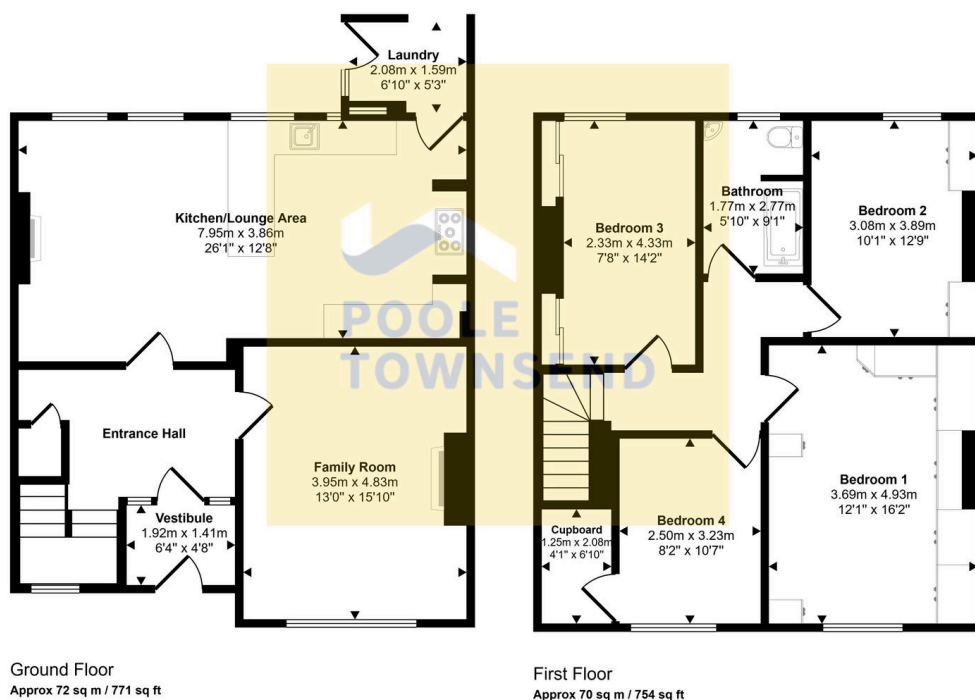 Laundry
2.08m x 1.59m
6'10" x 5'3"
Kitchen/Lounge Area
7.95m x 3.86m
26'1" x 12'8"
Entrance Hall
Vestibule
1.92m x 1.41m
6'4" x 4'8"
Family Room
3.95m x 4.83m
13'0" x 15'10"
Bedroom 3
2.33m x 4.33m
7'8" x 14'2"
Bathroom
1.77m x 2.77m
5'10" x 9'1"
Bedroom 2
3.08m x 3.89m
10'1" x 12'9"
Bedroom 1
3.69m x 4.93m
12'1" x 16'2"
Cupboard
1.25m x 2.08m
4'1" x 6'10"
Bedroom 4
2.50m x 3.23m
8'2" x 10'7"
POOLE
TOWNSEND
Ground Floor
Approx 72 sq m / 771 sq ft
First Floor
Approx 70 sq m / 754 sq ft